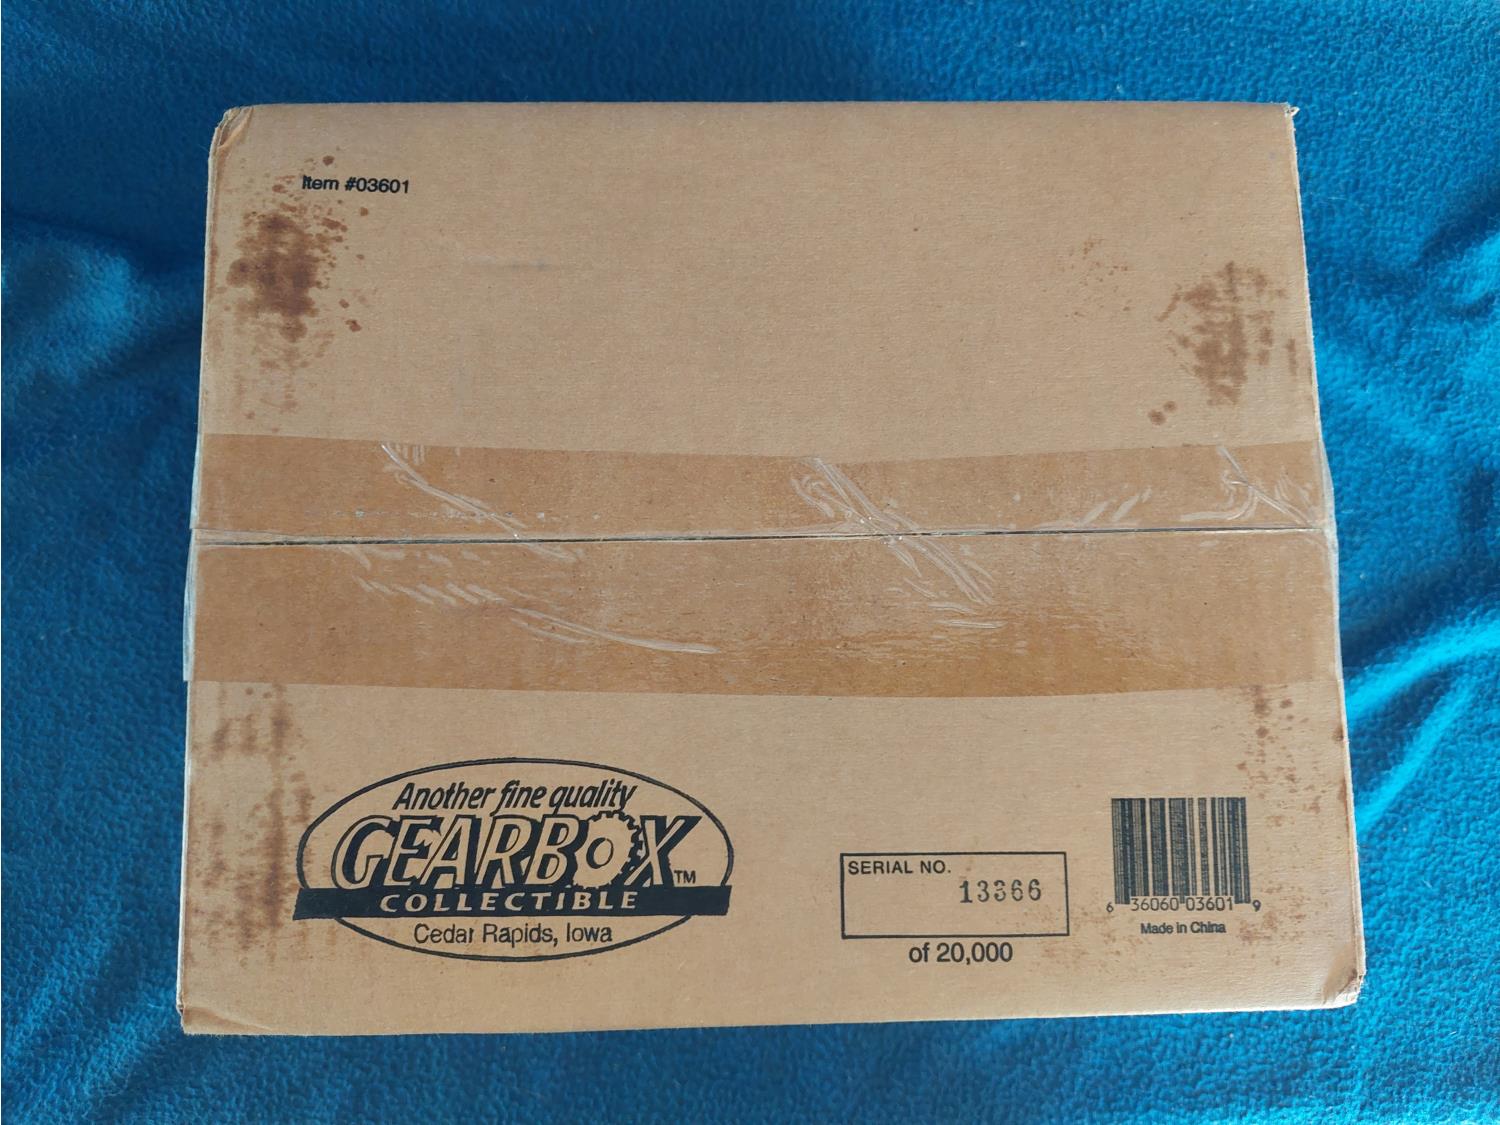 Item #03601
Another fine quality
GEARBOX™
COLLECTIBLE
Cedar Rapids, Iowa
SERIAL NO.
13366
of 20,000
6 36060 03601 9
Made in China